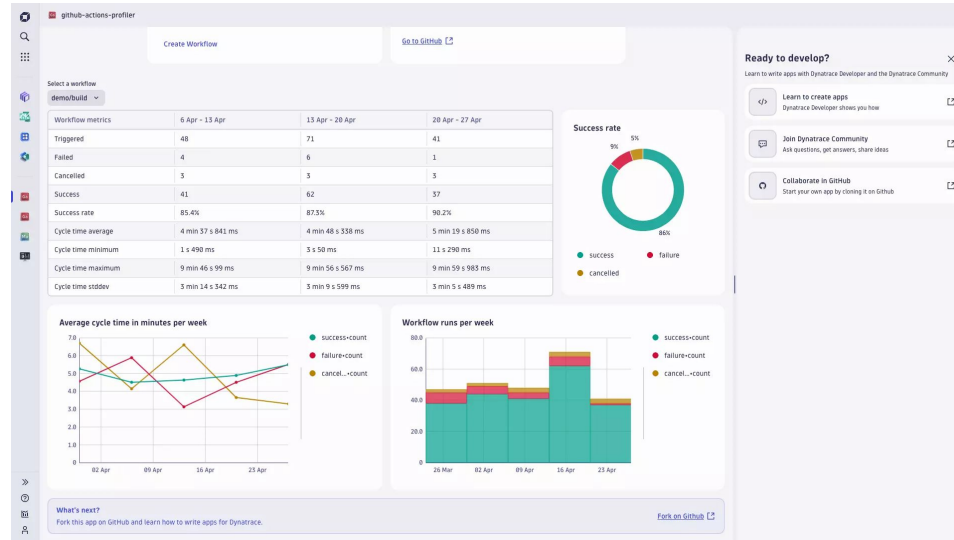 github-actions-profiler
Create Workflow
Go to GitHub
Select a workflow
demo/build
Workflow metrics 6 Apr - 13 Apr 13 Apr - 20 Apr 20 Apr - 27 Apr
Triggered 48 71 41
Failed 4 6 1
Cancelled 3 3 3
Success 41 62 37
Success rate 85.4% 87.3% 90.2%
Cycle time average 4 min 37 s 841 ms 4 min 48 s 338 ms 5 min 19 s 850 ms
Cycle time minimum 1 s 490 ms 3 s 50 ms 11 s 290 ms
Cycle time maximum 9 min 46 s 99 ms 9 min 56 s 567 ms 9 min 59 s 983 ms
Cycle time stddev 3 min 14 s 342 ms 3 min 9 s 599 ms 3 min 5 s 489 ms
Success rate
5%
9%
86%
success failure
cancelled
Average cycle time in minutes per week
7.0
6.0
5.0
4.0
3.0
2.0
1.0
0
02 Apr 09 Apr 16 Apr 23 Apr
success•count
failure•count
cancel...•count
Workflow runs per week
80.0
60.0
40.0
20.0
0
26 Mar 02 Apr 09 Apr 16 Apr 23 Apr
success•count
failure•count
cancel...•count
What's next?
Fork this app on GitHub and learn how to write apps for Dynatrace.
Fork on Github
Ready to develop?
Learn to write apps with Dynatrace Developer and the Dynatrace Community
Learn to create apps
Dynatrace Developer shows you how
Join Dynatrace Community
Ask questions, get answers, share ideas
Collaborate in GitHub
Start your own app by cloning it on Github